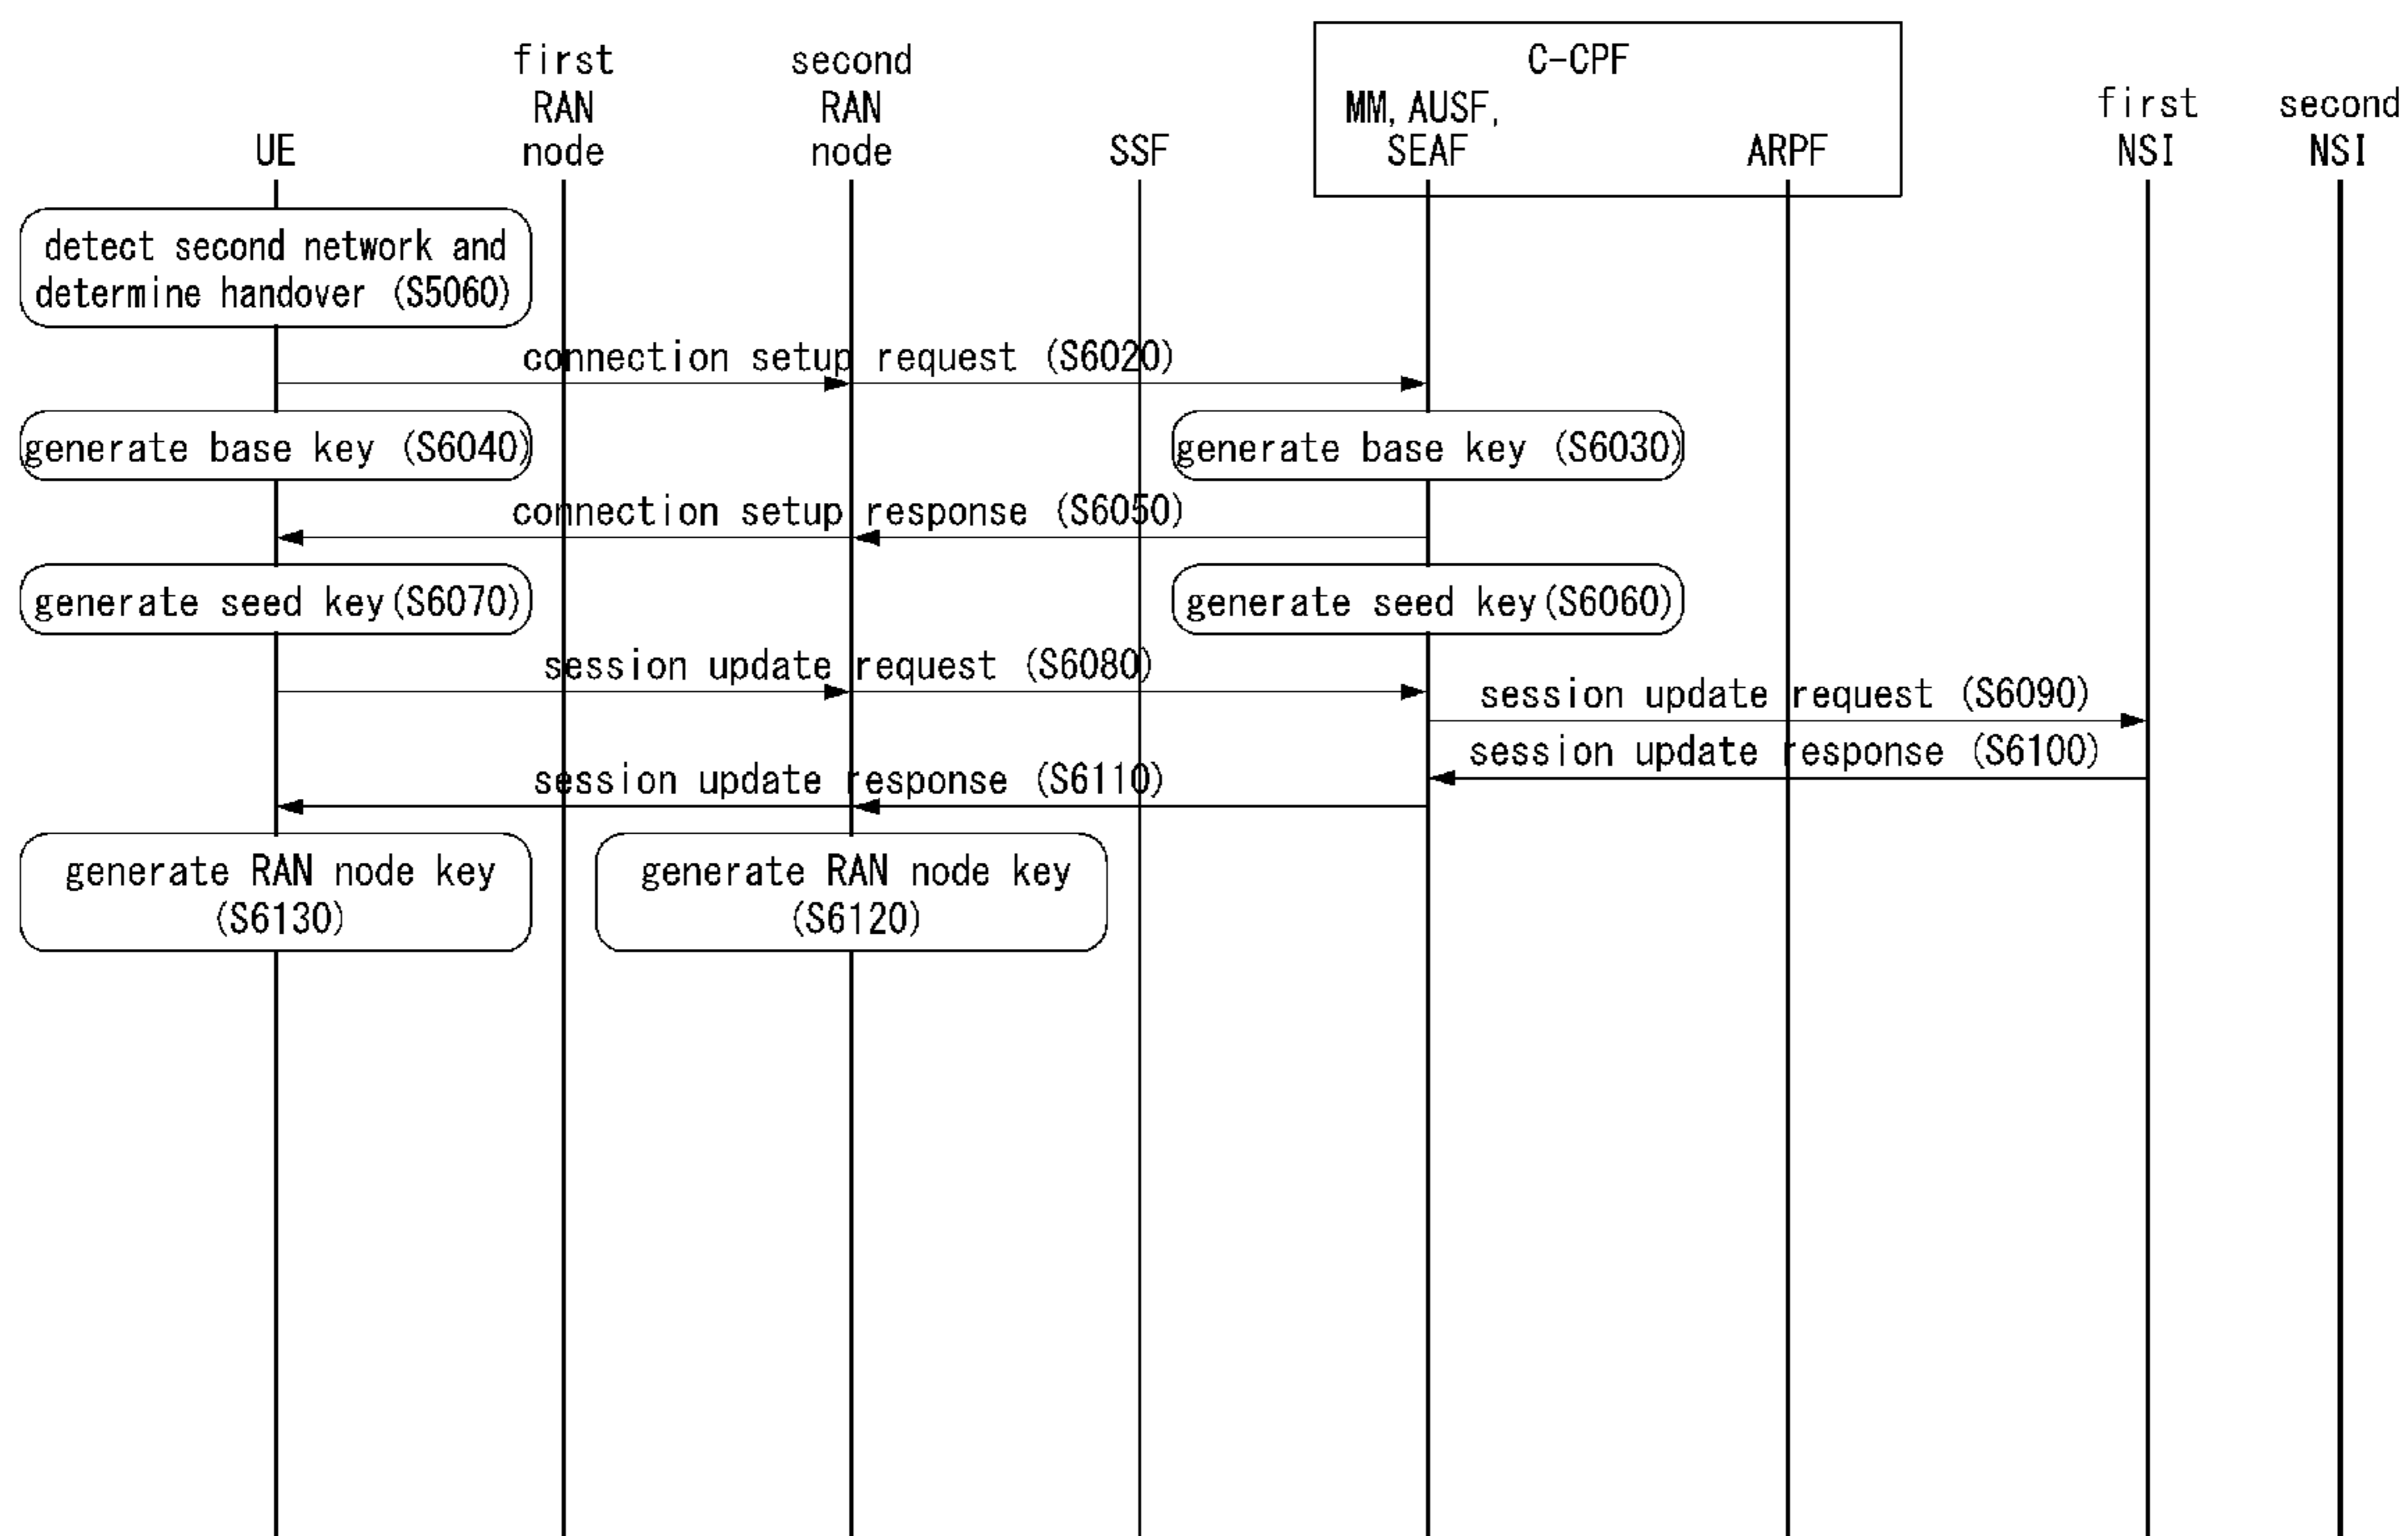 C-CPF
first
RAN
node
second
RAN
node
UE
SSF
MM, AUSF,
SEAF
ARPF
first
NSI
second
NSI
detect second network and
determine handover (S5060)
connection setup request (S6020)
generate base key (S6040)
generate base key (S6030)
connection setup response (S6050)
generate seed key(S6070)
generate seed key(S6060)
session update request (S6080)
session update request (S6090)
session update response (S6100)
session update response (S6110)
generate RAN node key
(S6130)
generate RAN node key
(S6120)